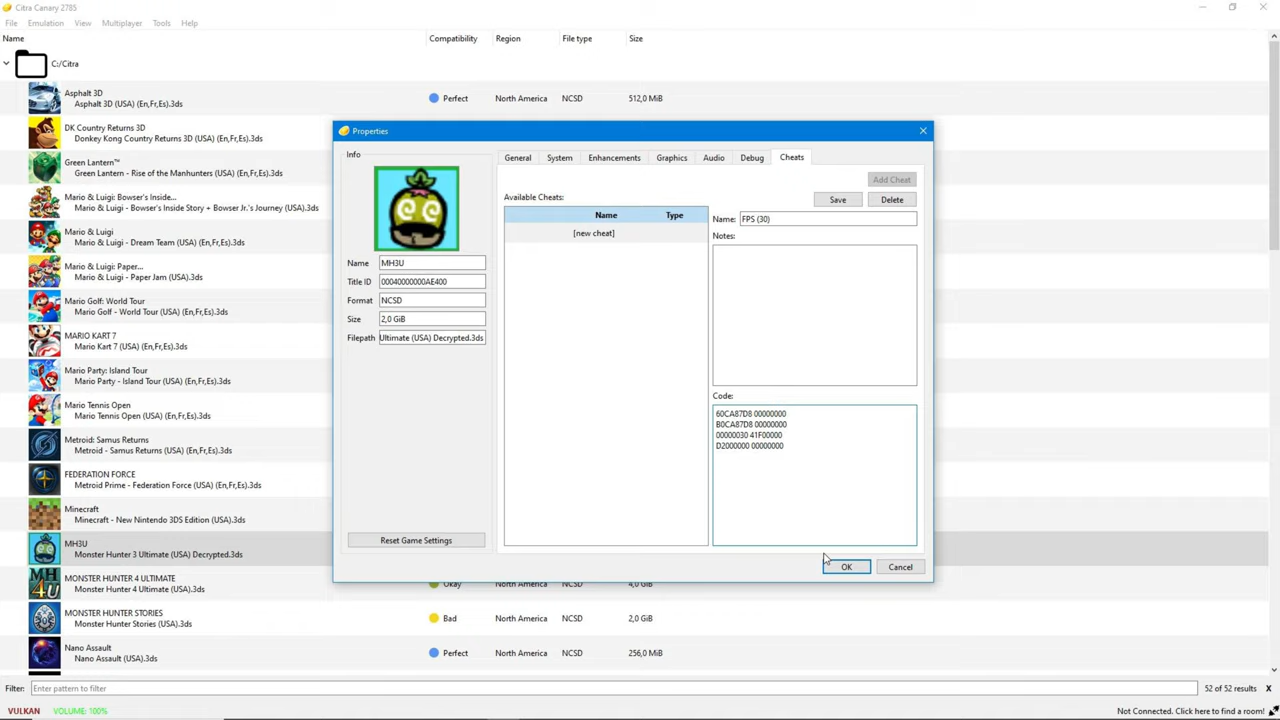 Citra Canary 2785
File Emulation View Multiplayer Tools Help
Name Compatibility Region File type Size
C:/Citra
Asphalt 3D
Asphalt 3D (USA) (En,Fr,Es).3ds
Perfect North America NCSD 512,0 MiB
DK Country Returns 3D
Donkey Kong Country Returns 3D (USA) (En,Fr,Es).3ds
Green Lantern™
Green Lantern - Rise of the Manhunters (USA) (En,Fr,Es).3ds
Mario & Luigi: Bowser's Inside...
Mario & Luigi - Bowser's Inside Story + Bowser Jr.'s Journey (USA).3ds
Mario & Luigi
Mario & Luigi - Dream Team (USA) (En,Fr,Es).3ds
Mario & Luigi: Paper...
Mario & Luigi - Paper Jam (USA) (En,Fr,Es).3ds
Mario Golf: World Tour
Mario Golf - World Tour (USA) (En,Fr,Es).3ds
MARIO KART 7
Mario Kart 7 (USA) (En,Fr,Es).3ds
Mario Party: Island Tour
Mario Party - Island Tour (USA) (En,Fr,Es).3ds
Mario Tennis Open
Mario Tennis Open (USA) (En,Fr,Es).3ds
Metroid: Samus Returns
Metroid - Samus Returns (USA) (En,Fr,Es).3ds
FEDERATION FORCE
Metroid Prime - Federation Force (USA) (En,Fr,Es).3ds
Minecraft
Minecraft - New Nintendo 3DS Edition (USA).3ds
MH3U
Monster Hunter 3 Ultimate (USA) Decrypted.3ds
MONSTER HUNTER 4 ULTIMATE
Monster Hunter 4 Ultimate (USA).3ds
Okay North America NCSD 4,0 GiB
MONSTER HUNTER STORIES
Monster Hunter Stories (USA).3ds
Bad North America NCSD 2,0 GiB
Nano Assault
Nano Assault (USA).3ds
Perfect North America NCSD 256,0 MiB
Properties
Info
Name MH3U
Title ID 00040000000AE400
Format NCSD
Size 2,0 GiB
Filepath Ultimate (USA) Decrypted.3ds
Reset Game Settings
General System Enhancements Graphics Audio Debug Cheats
Add Cheat
Available Cheats:
Save Delete
Name Type
[new cheat]
Name: FPS (30)
Notes:
Code:
60CA87D8 00000000
B0CA87D8 00000000
00000030 41F00000
D2000000 00000000
OK Cancel
Filter: Enter pattern to filter 52 of 52 results X
VULKAN VOLUME: 100% Not Connected. Click here to find a room!